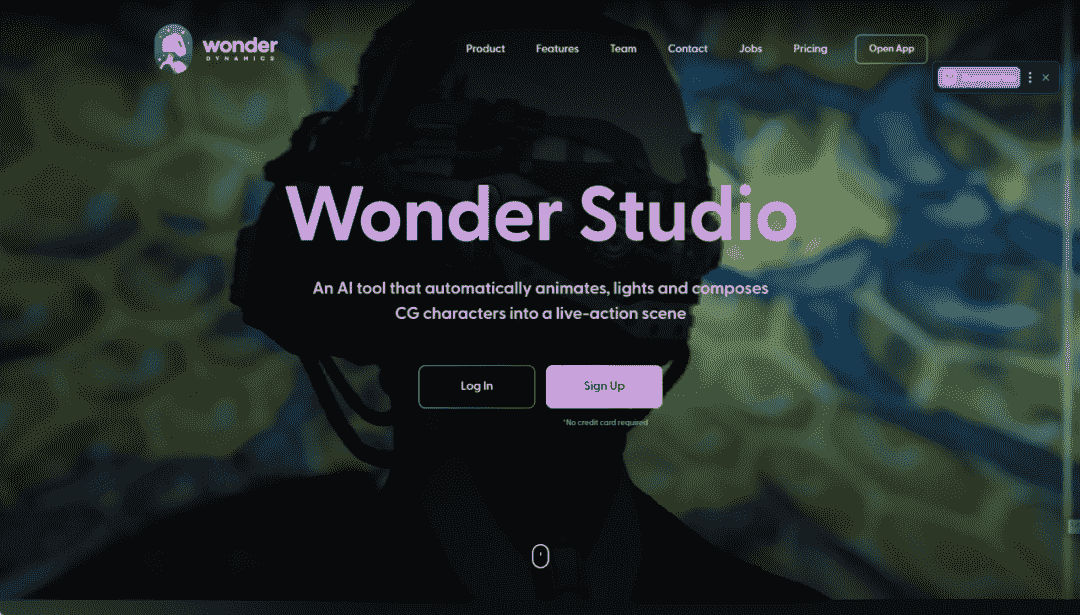 wonder
DYNAMICS
Product Features Team Contact Jobs Pricing Open App
Wonder Studio
An AI tool that automatically animates, lights and composes
CG characters into a live-action scene
Log In Sign Up
*No credit card required